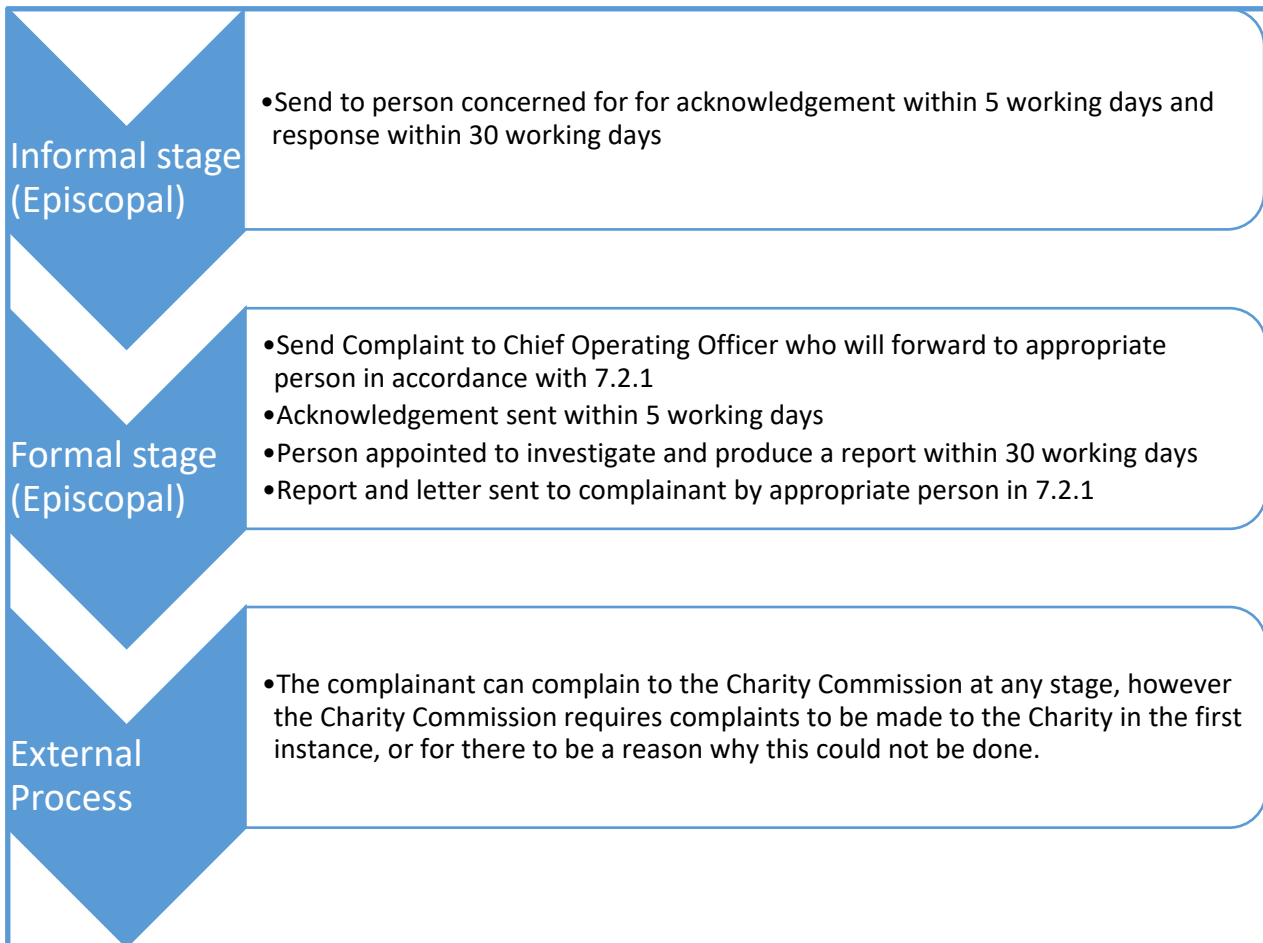 Informal stage
(Episcopal)
•Send to person concerned for for acknowledgement within 5 working days and
response within 30 working days
Formal stage
(Episcopal)
•Send Complaint to Chief Operating Officer who will forward to appropriate
person in accordance with 7.2.1
•Acknowledgement sent within 5 working days
•Person appointed to investigate and produce a report within 30 working days
•Report and letter sent to complainant by appropriate person in 7.2.1
External
Process
•The complainant can complain to the Charity Commission at any stage, however
the Charity Commission requires complaints to be made to the Charity in the first
instance, or for there to be a reason why this could not be done.